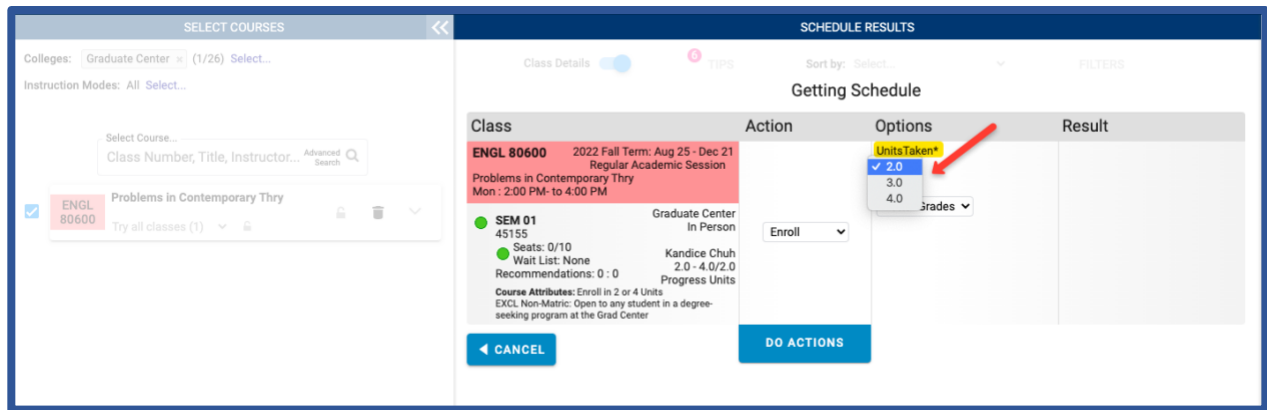 SELECT COURSES
Colleges: Graduate Center × (1/26) Select...
Instruction Modes: All Select...
Select Course...
Class Number, Title, Instructor... Advanced Search
ENGL 80600
Problems in Contemporary Thry
Try all classes (1)
SCHEDULE RESULTS
Class Details
6 TIPS
Sort by: Select...
FILTERS
Getting Schedule
Class Action Options Result
ENGL 80600 2022 Fall Term: Aug 25 - Dec 21
Regular Academic Session
Problems in Contemporary Thry
Mon : 2:00 PM- to 4:00 PM
SEM 01 Graduate Center
45155 In Person
Seats: 0/10
Wait List: None Kandice Chuh
2.0 - 4.0/2.0
Recommendations: 0 : 0 Progress Units
Course Attributes: Enroll in 2 or 4 Units
EXCL Non-Matric: Open to any student in a degree-
seeking program at the Grad Center
Enroll
UnitsTaken*
✓ 2.0
3.0
4.0
Grades
CANCEL
DO ACTIONS